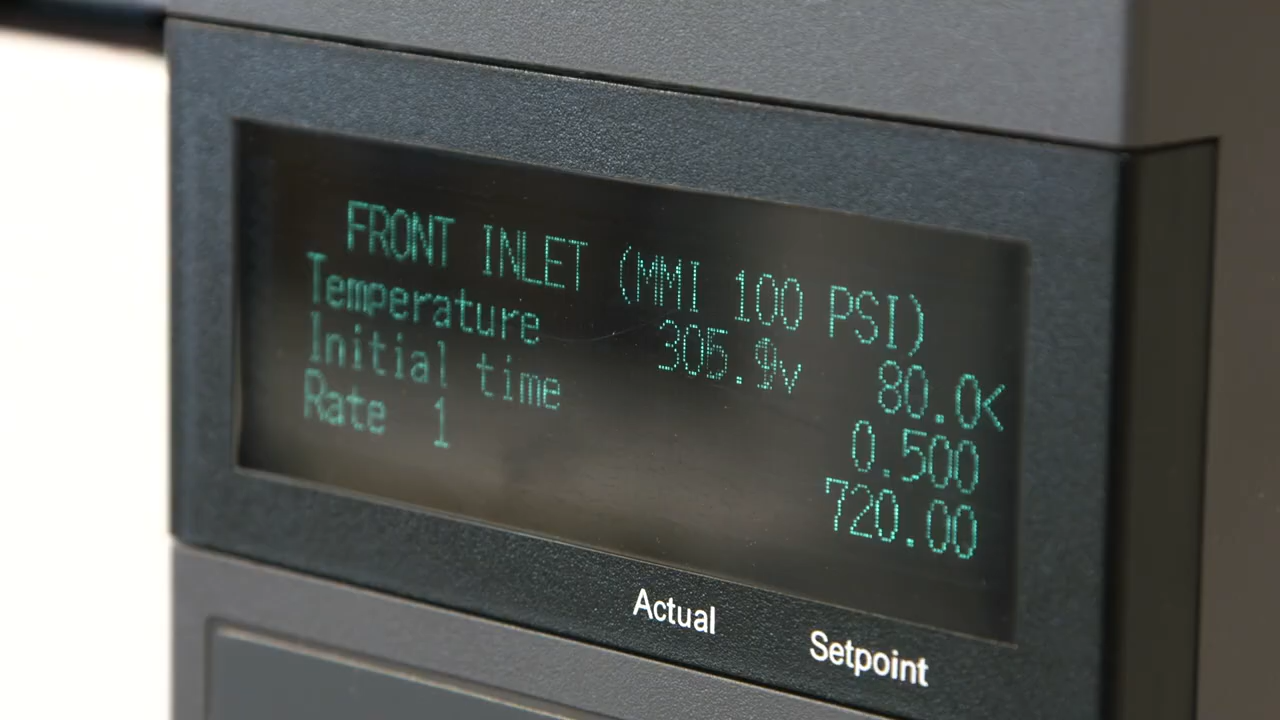 FRONT INLET (MMI 100 PSI)
Temperature 305.9v 80.0<
Initial time 0.500
Rate 1 720.00
Actual Setpoint